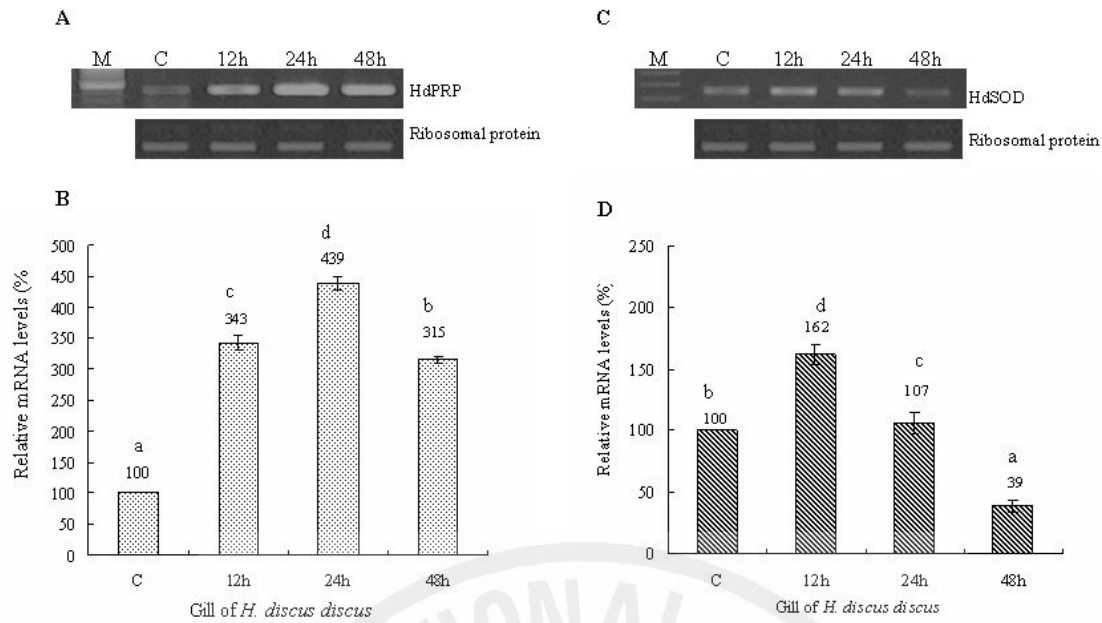 A
M C 12h 24h 48h
HdPRP
Ribosomal protein
B
Relative mRNA levels (%
500
450
400
350
300
250
200
150
100
50
0
a
100
c
343
d
439
b
315
C 12h 24h 48h
Gill of H. discus discus
C
M C 12h 24h 48h
HdSOD
Ribosomal protein
D
Relative mRNA levels (%)
250
200
150
100
50
0
b
100
d
162
c
107
a
39
C 12h 24h 48h
Gill of H. discus discus
IONAL